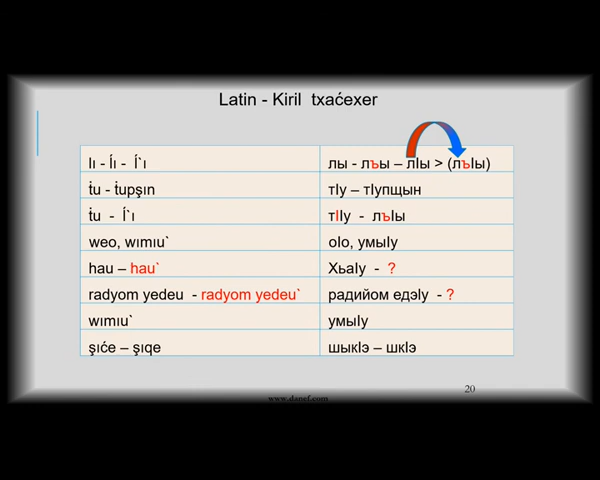 Latin - Kiril txaćexer
lı - ĺı - ĺ`ı лы - лъы – лӏы > (лъӏы)
ṫu - ṫupşın тӏу – тӏупщын
ṫu - ĺ`ı тӏӏу - лъӏы
weo, wımıu` оӏо, умыӏу
hau – hau` Хьаӏу - ?
radyom yedeu - radyom yedeu` радийом едэӏу - ?
wımıu` умыӏу
şıće – şıqe шыкӏэ – шкӏэ
20
www.danef.com